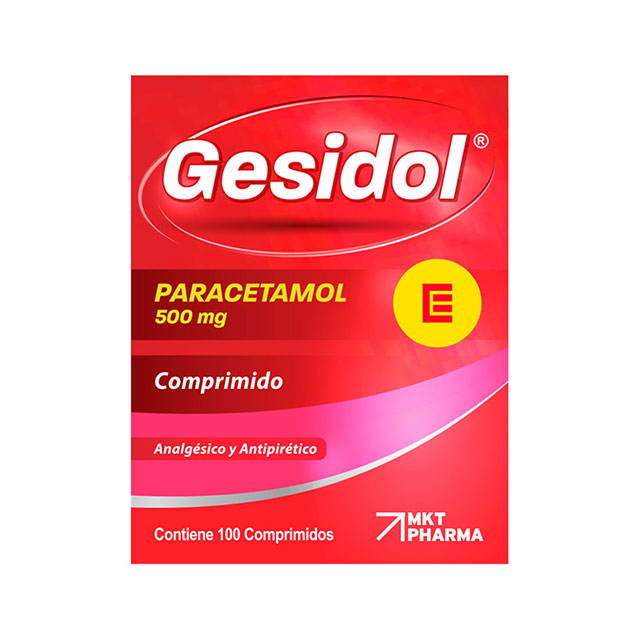 Gesidol®
PARACETAMOL
500 mg
E
Comprimido
Analgésico y Antipirético
Contiene 100 Comprimidos
MKT
PHARMA